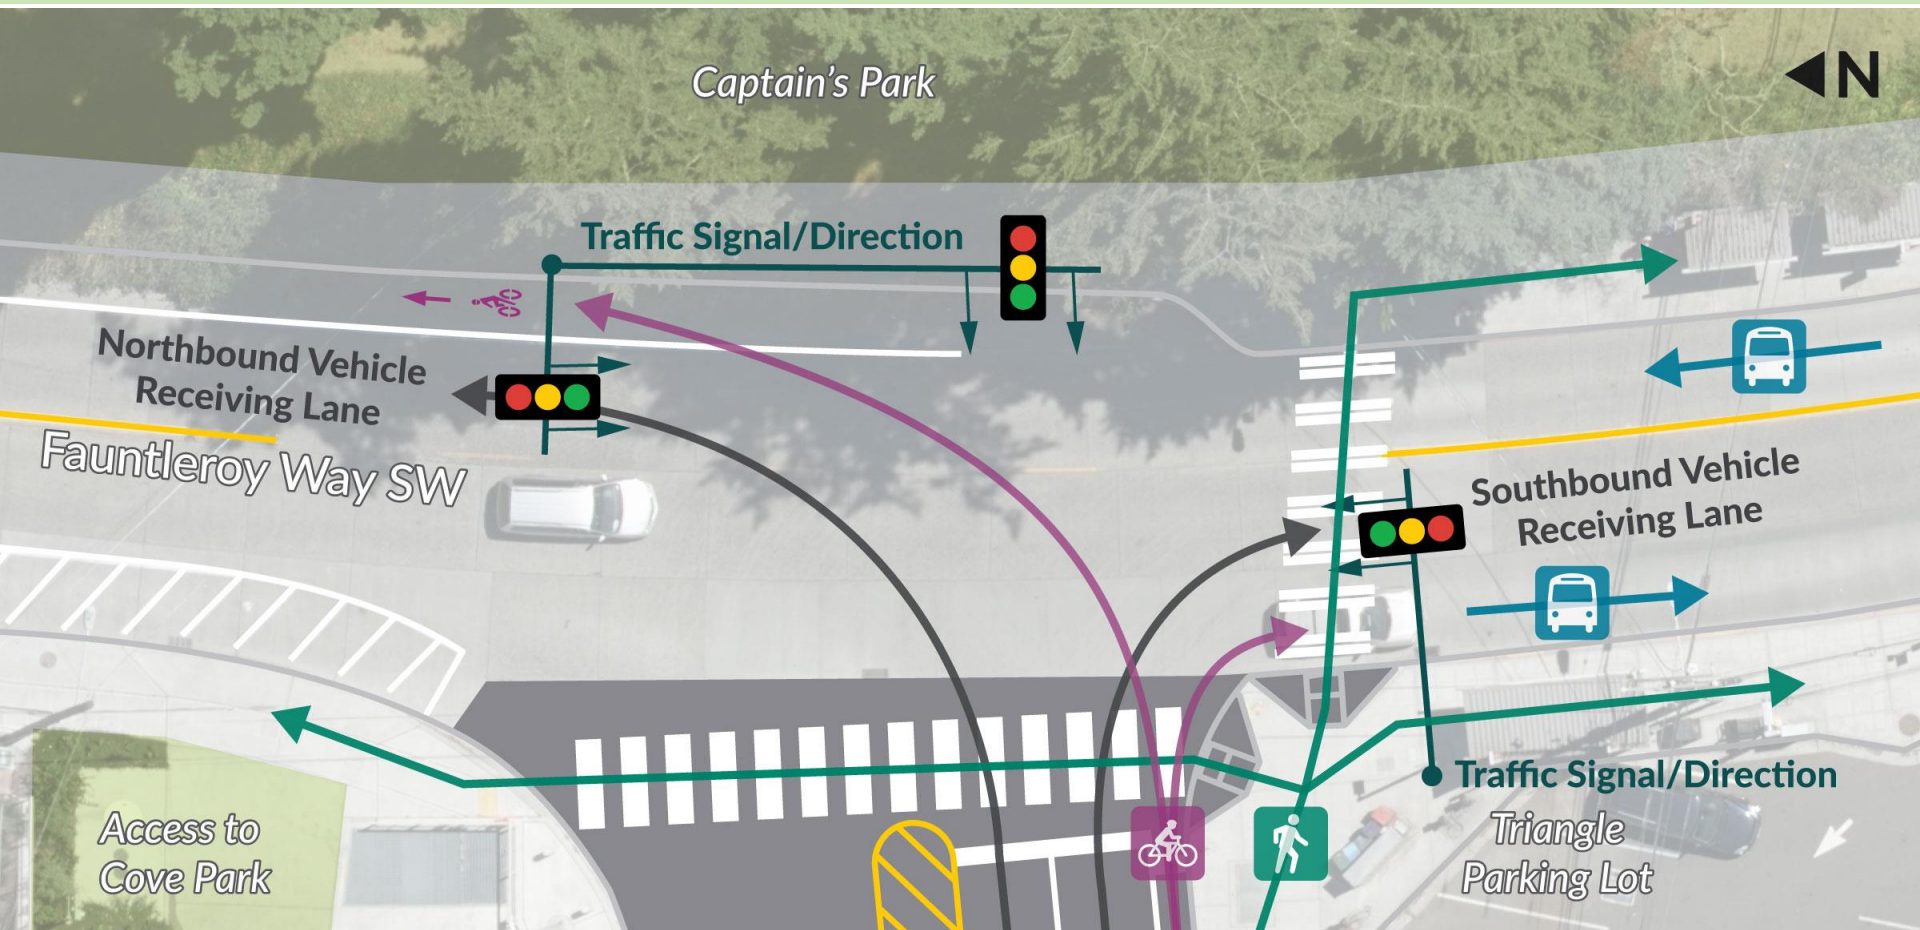 Captain's Park
N
Traffic Signal/Direction
Northbound Vehicle
Receiving Lane
Fauntleroy Way SW
Southbound Vehicle
Receiving Lane
Traffic Signal/Direction
Access to
Cove Park
Triangle
Parking Lot